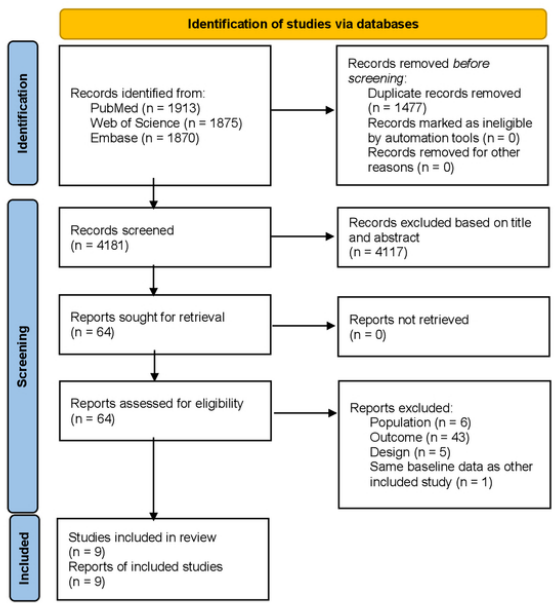 Identification of studies via databases
Identification
Records identified from:
PubMed (n = 1913)
Web of Science (n = 1875)
Embase (n = 1870)
Records removed before
screening:
Duplicate records removed
(n = 1477)
Records marked as ineligible
by automation tools (n = 0)
Records removed for other
reasons (n = 0)
Screening
Records screened
(n = 4181)
Records excluded based on title
and abstract
(n = 4117)
Reports sought for retrieval
(n = 64)
Reports not retrieved
(n = 0)
Reports assessed for eligibility
(n = 64)
Reports excluded:
Population (n = 6)
Outcome (n = 43)
Design (n = 5)
Same baseline data as other
included study (n = 1)
Included
Studies included in review
(n = 9)
Reports of included studies
(n = 9)